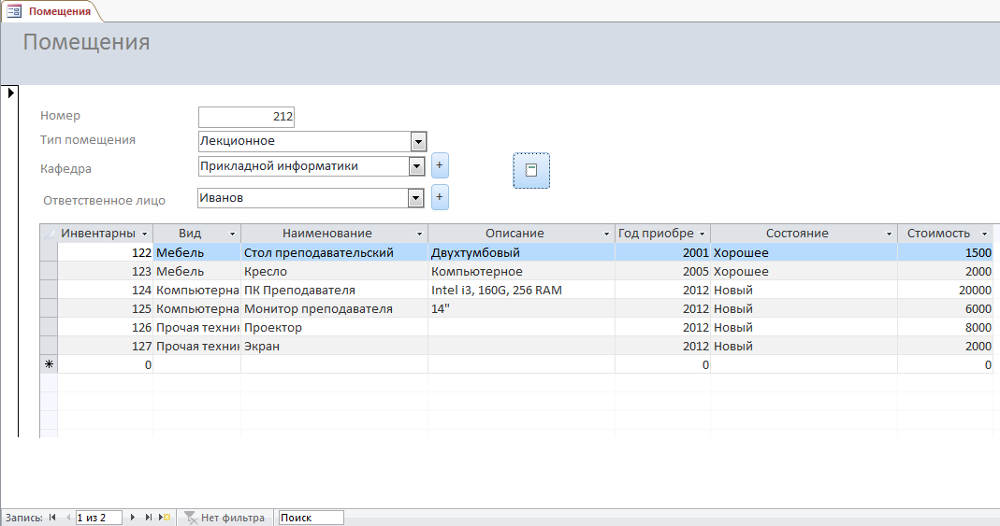 Помещения
Помещения
Номер 212
Тип помещения Лекционное
Кафедра Прикладной информатики +
Ответственное лицо Иванов +
Инвентарны Вид Наименование Описание Год приобре Состояние Стоимость
122 Мебель Стол преподавательский Двухтумбовый 2001 Хорошее 1500
123 Мебель Кресло Компьютерное 2005 Хорошее 2000
124 Компьютерна ПК Преподавателя Intel i3, 160G, 256 RAM 2012 Новый 20000
125 Компьютерна Монитор преподавателя 14" 2012 Новый 6000
126 Прочая техник Проектор 2012 Новый 8000
127 Прочая техник Экран 2012 Новый 2000
0 0 0
Запись: 1 из 2 Нет фильтра Поиск